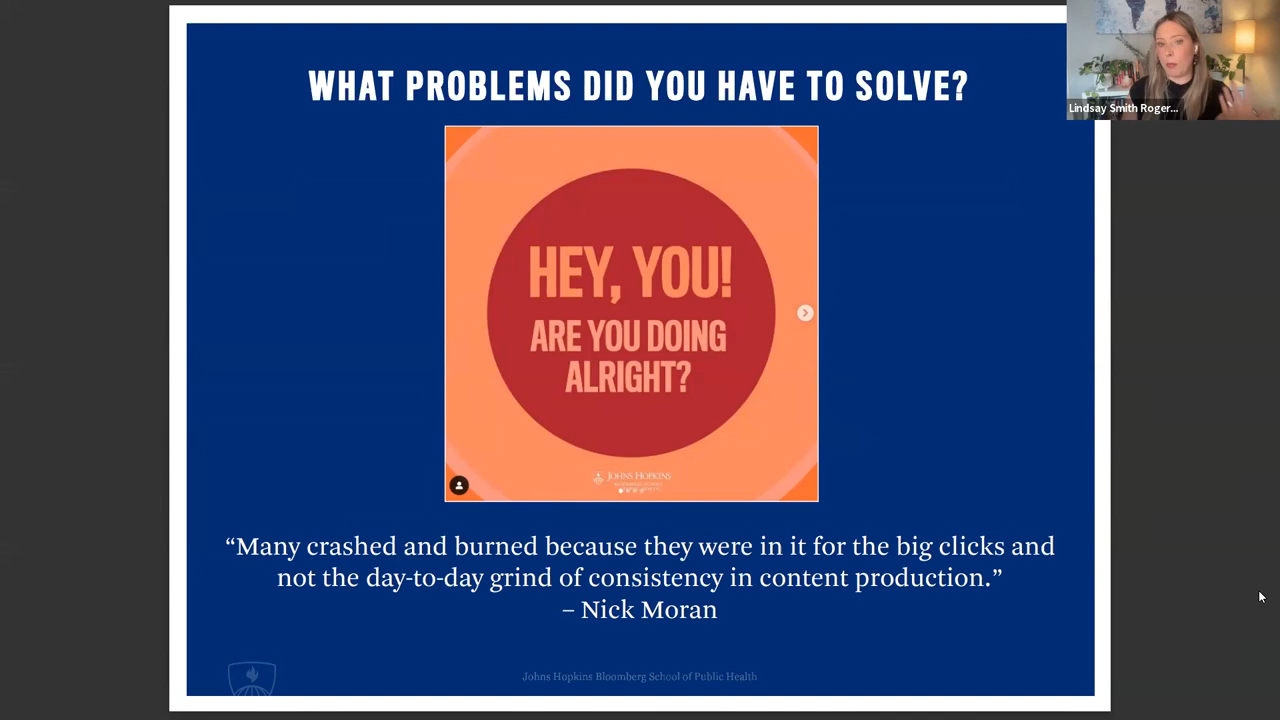 WHAT PROBLEMS DID YOU HAVE TO SOLVE?
Lindsay Smith Roger...
HEY, YOU!
ARE YOU DOING
ALRIGHT?
JOHNS HOPKINS
“Many crashed and burned because they were in it for the big clicks and
not the day-to-day grind of consistency in content production.”
– Nick Moran
Johns Hopkins Bloomberg School of Public Health